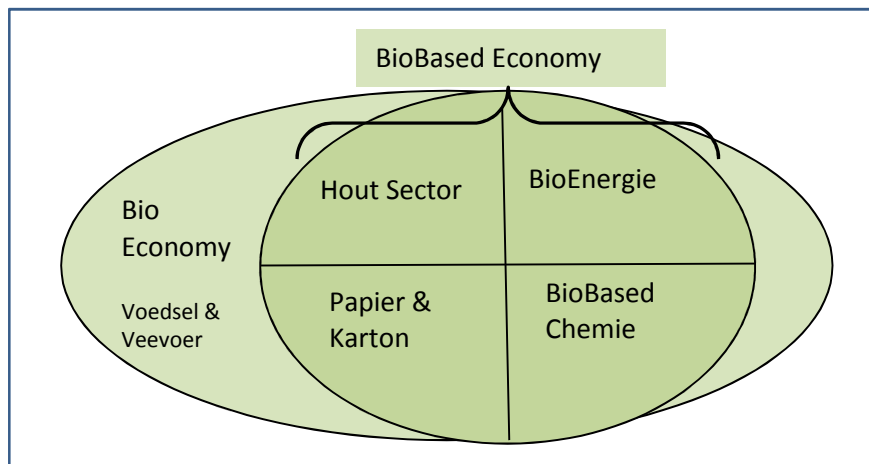 BioBased Economy
Hout Sector
BioEnergie
Bio
Economy
Voedsel &
Veevoer
Papier &
Karton
BioBased
Chemie